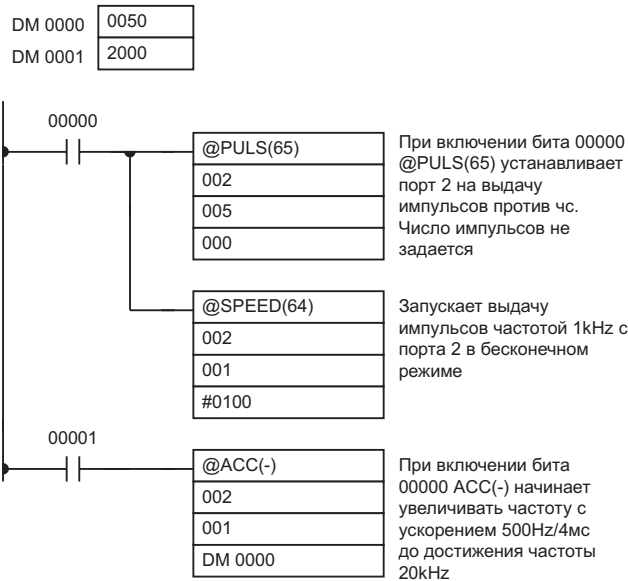 DM 0000 0050
DM 0001 2000
00000
@PULS(65)
002
005
000
При включении бита 00000
@PULS(65) устанавливает
порт 2 на выдачу
импульсов против чс.
Число импульсов не
задается
@SPEED(64)
002
001
#0100
Запускает выдачу
импульсов частотой 1kHz с
порта 2 в бесконечном
режиме
00001
@ACC(-)
002
001
DM 0000
При включении бита
00000 ACC(-) начинает
увеличивать частоту с
ускорением 500Hz/4мс
до достижения частоты
20kHz